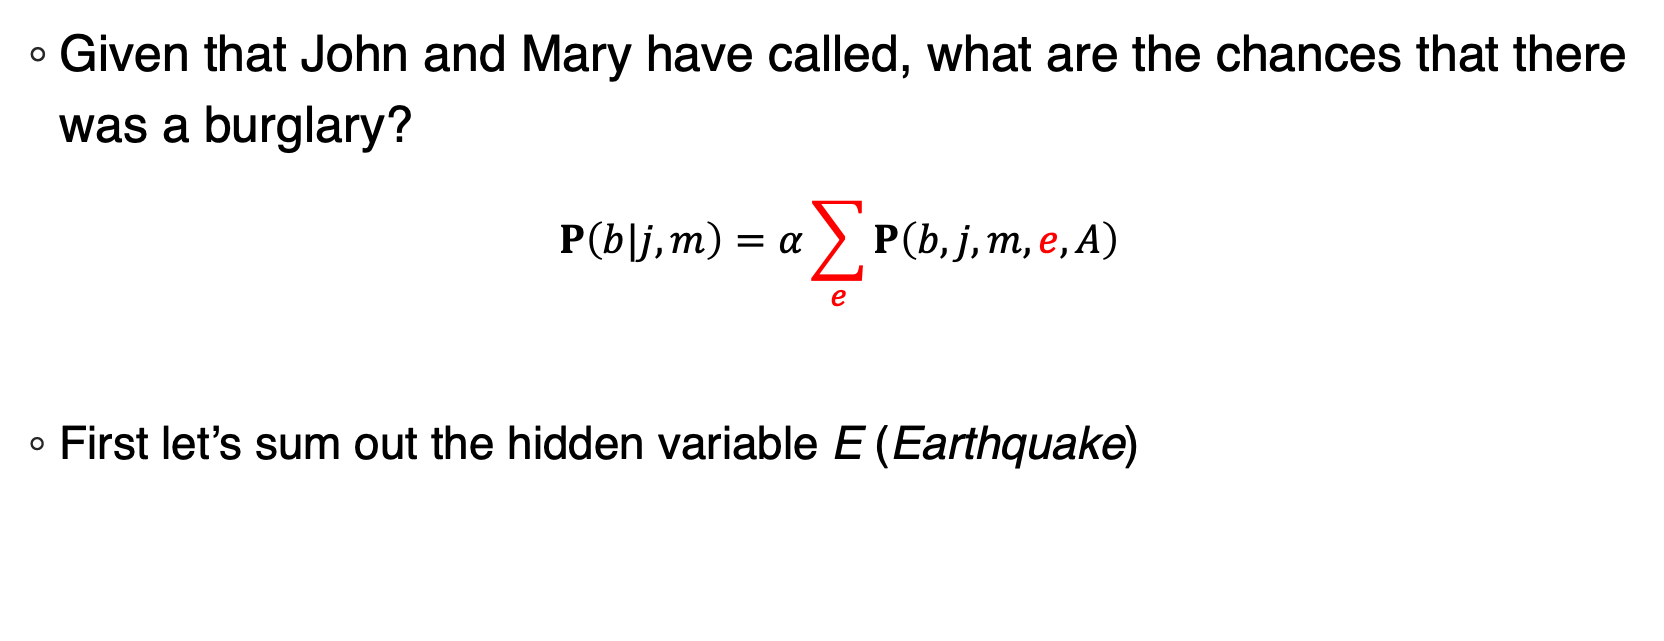 ◦ Given that John and Mary have called, what are the chances that there
was a burglary?
𝐏(b|j, m) = α ∑ 𝐏(b, j, m, e, A)
e
◦ First let’s sum out the hidden variable E (Earthquake)